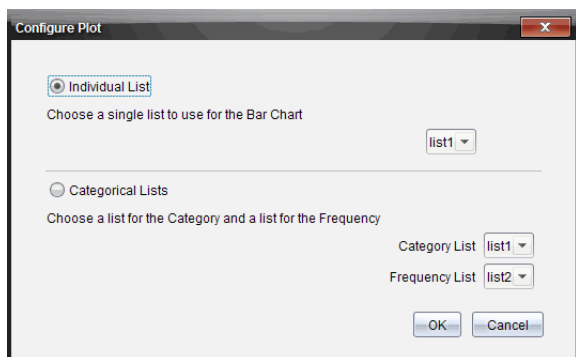 Configure Plot
Individual List
Choose a single list to use for the Bar Chart
list1
Categorical Lists
Choose a list for the Category and a list for the Frequency
Category List list1
Frequency List list2
OK Cancel